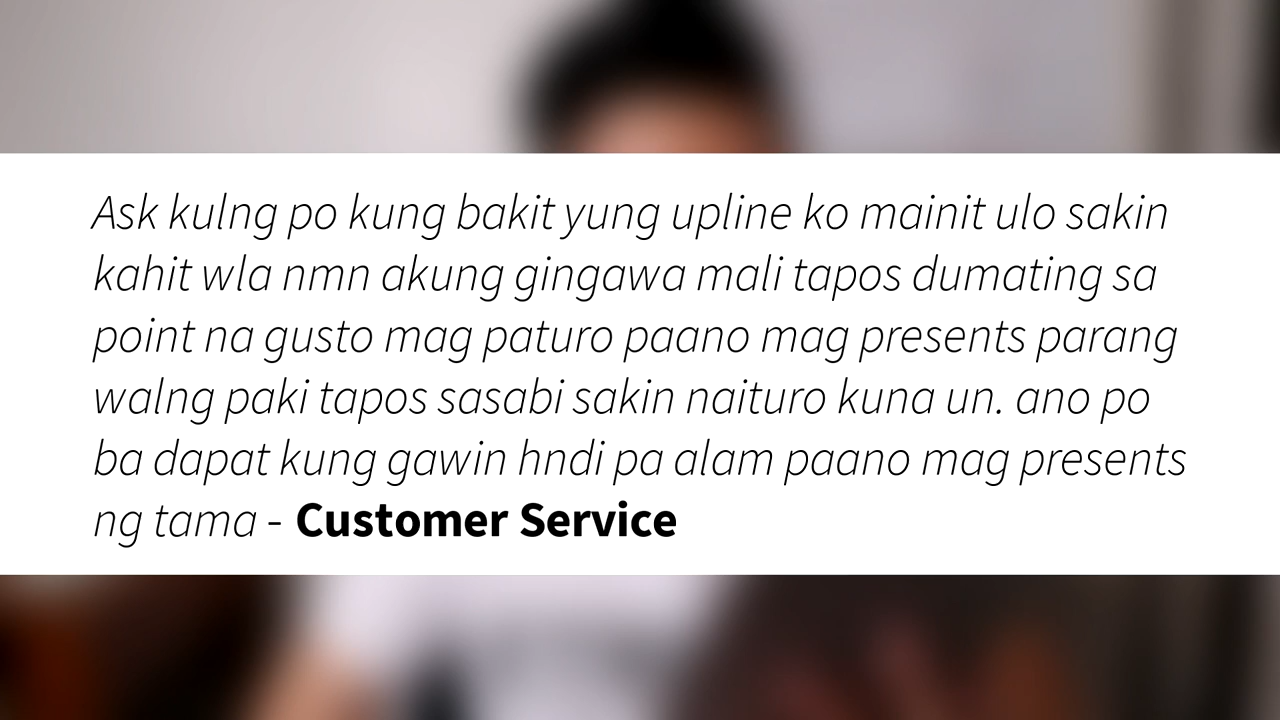 Ask kulng po kung bakit yung upline ko mainit ulo sakin
kahit wla nmn akung gingawa mali tapos dumating sa
point na gusto mag paturo paano mag presents parang
walng paki tapos sasabi sakin naituro kuna un. ano po
ba dapat kung gawin hndi pa alam paano mag presents
ng tama - Customer Service